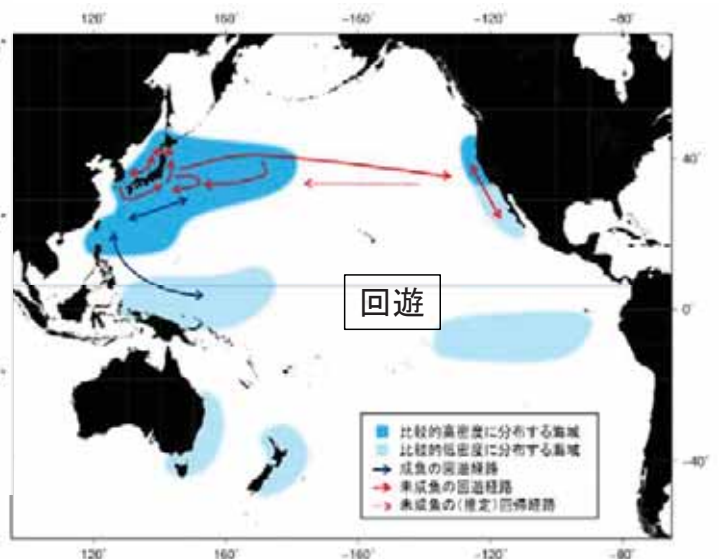 120° 160° -160° -120° -80°
40°
0°
回遊
比較的高密度に分布する海域
比較的低密度に分布する海域
成魚の回遊経路
未成魚の回遊経路
未成魚の(推定)回帰経路
-40°
120° 160° -160° -120° -80°